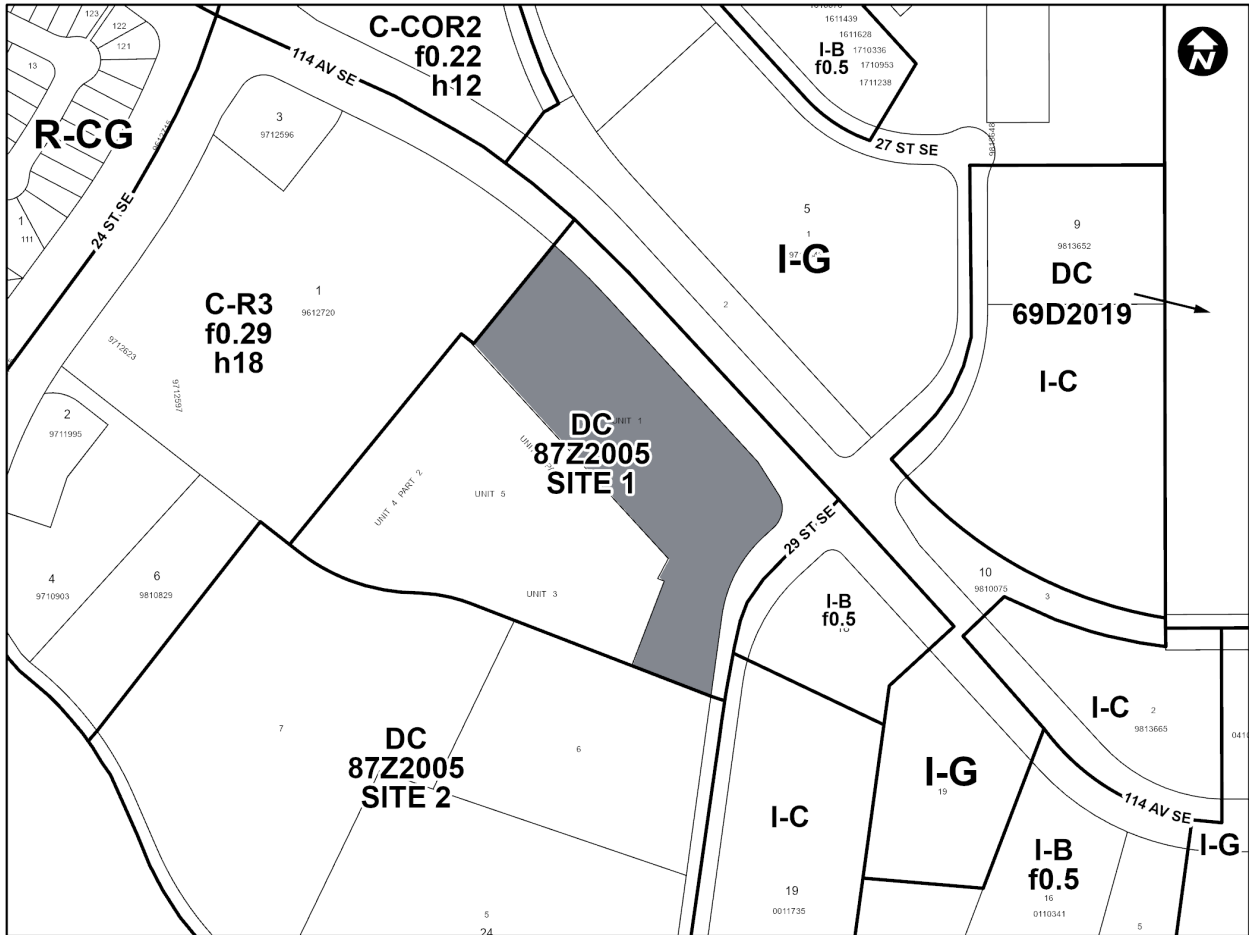 123
122
121
13
R-CG
1
111
24 ST SE
114 AV SE
C-COR2
f0.22
h12
3
9712596
1611439
1611628
1710336
1710953
1711238
I-B
f0.5
N
27 ST SE
9813648
5
1
I-G
2
9
9813652
DC
69D2019
I-C
C-R3
f0.29
h18
1
9612720
9712623
9712597
2
9711995
4
9710903
6
9810829
DC
87Z2005
SITE 1
UNIT 1
UNIT 4 PART 2
UNIT 5
UNIT 3
29 ST SE
I-B
f0.5
10
9810075
3
I-C
2
9813665
7
DC
87Z2005
SITE 2
6
5
24
I-C
19
0011735
I-G
19
114 AV SE
I-G
I-B
f0.5
16
0110341
5